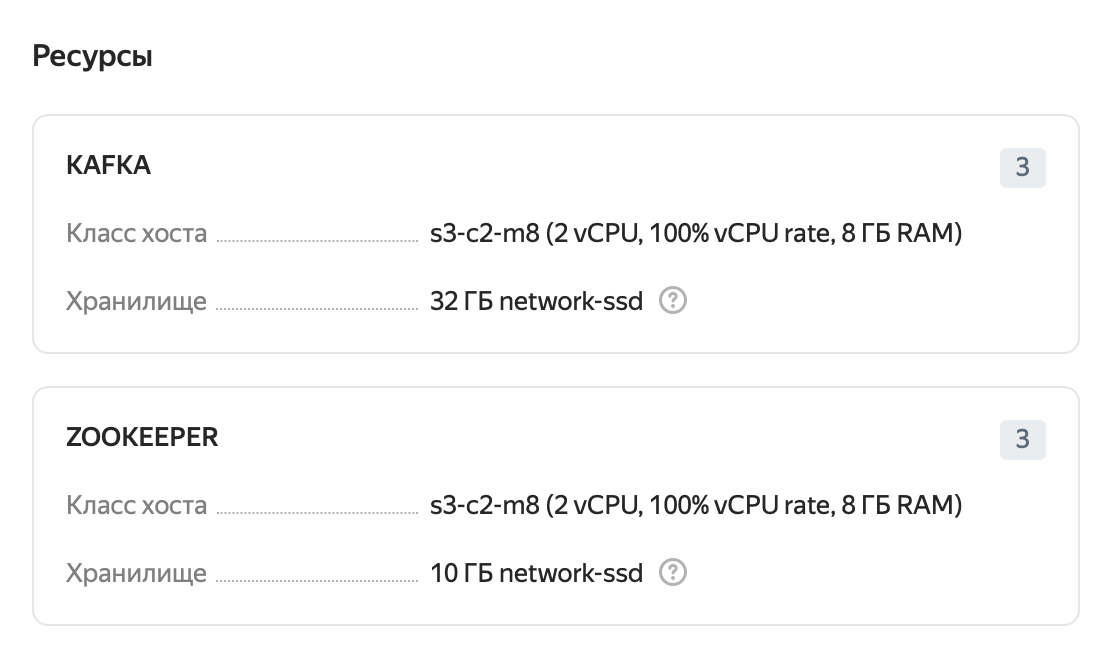 Ресурсы
KAFKA 3
Класс хоста s3-c2-m8 (2 vCPU, 100% vCPU rate, 8 ГБ RAM)
Хранилище 32 ГБ network-ssd ?
ZOOKEEPER 3
Класс хоста s3-c2-m8 (2 vCPU, 100% vCPU rate, 8 ГБ RAM)
Хранилище 10 ГБ network-ssd ?